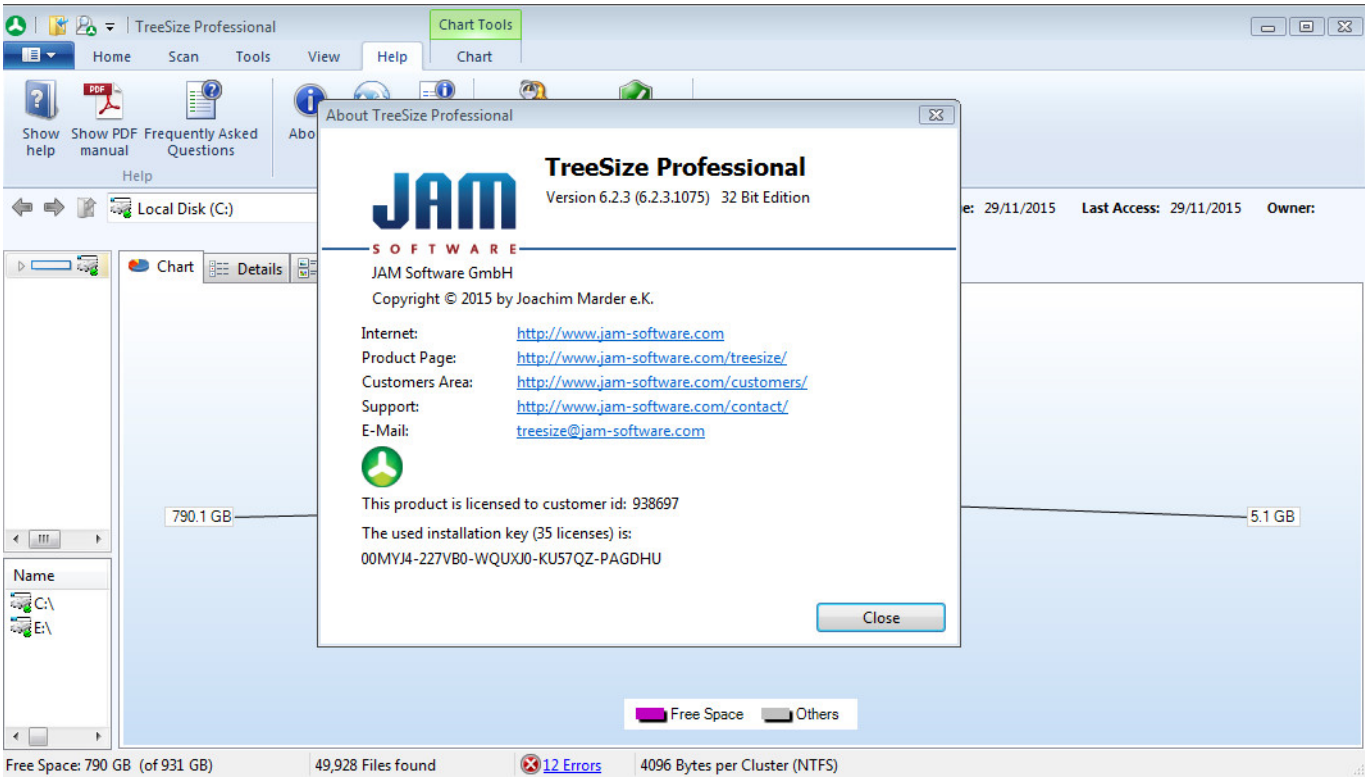 TreeSize Professional
Chart Tools
Home Scan Tools View Help Chart
PDF
Show help
Show PDF manual
Frequently Asked Questions
Abo
Help
Local Disk (C:)
e: 29/11/2015 Last Access: 29/11/2015 Owner:
Chart Details
790.1 GB
5.1 GB
Name
C:\
E:\
About TreeSize Professional
JAM
SOFTWARE
TreeSize Professional
Version 6.2.3 (6.2.3.1075) 32 Bit Edition
JAM Software GmbH
Copyright © 2015 by Joachim Marder e.K.
Internet: http://www.jam-software.com
Product Page: http://www.jam-software.com/treesize/
Customers Area: http://www.jam-software.com/customers/
Support: http://www.jam-software.com/contact/
E-Mail: treesize@jam-software.com
This product is licensed to customer id: 938697
The used installation key (35 licenses) is:
00MYJ4-227VB0-WQUXJ0-KU57QZ-PAGDHU
Close
Free Space Others
Free Space: 790 GB (of 931 GB) 49,928 Files found 12 Errors 4096 Bytes per Cluster (NTFS)